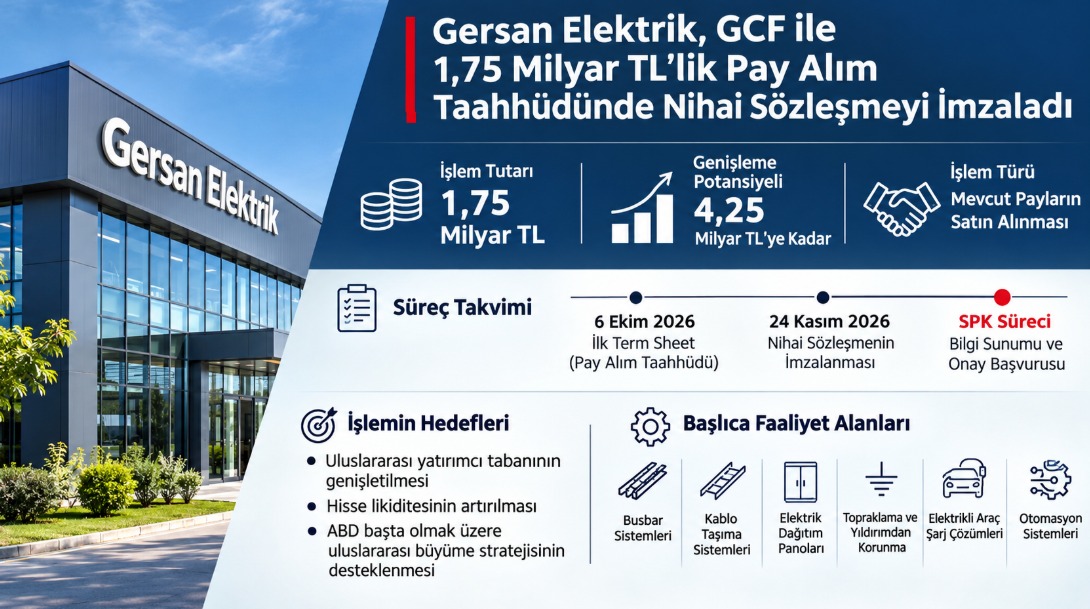 Gersan Elektrik
Gersan Elektrik, GCF ile
1,75 Milyar TL'lik Pay Alım
Taahhüdünde Nihai Sözleşmeyi İmzaladı
İşlem Tutarı
1,75
Milyar TL
Genişleme
Potansiyeli
4,25
Milyar TL'ye Kadar
İşlem Türü
Mevcut Payların
Satın Alınması
Süreç Takvimi
6 Ekim 2026
İlk Term Sheet
(Pay Alım Taahhüdü)
24 Kasım 2026
Nihai Sözleşmenin
İmzalanması
SPK Süreci
Bilgi Sunumu ve
Onay Başvurusu
İşlemin Hedefleri
• Uluslararası yatırımcı tabanının
genişletilmesi
• Hisse likiditesinin artırılması
• ABD başta olmak üzere
uluslararası büyüme stratejisinin
desteklenmesi
Başlıca Faaliyet Alanları
Busbar
Sistemleri
Kablo
Taşıma
Sistemleri
Elektrik
Dağıtım
Panoları
Topraklama ve
Yıldırımdan
Korunma
Elektrikli Araç
Şarj Çözümleri
Otomasyon
Sistemleri